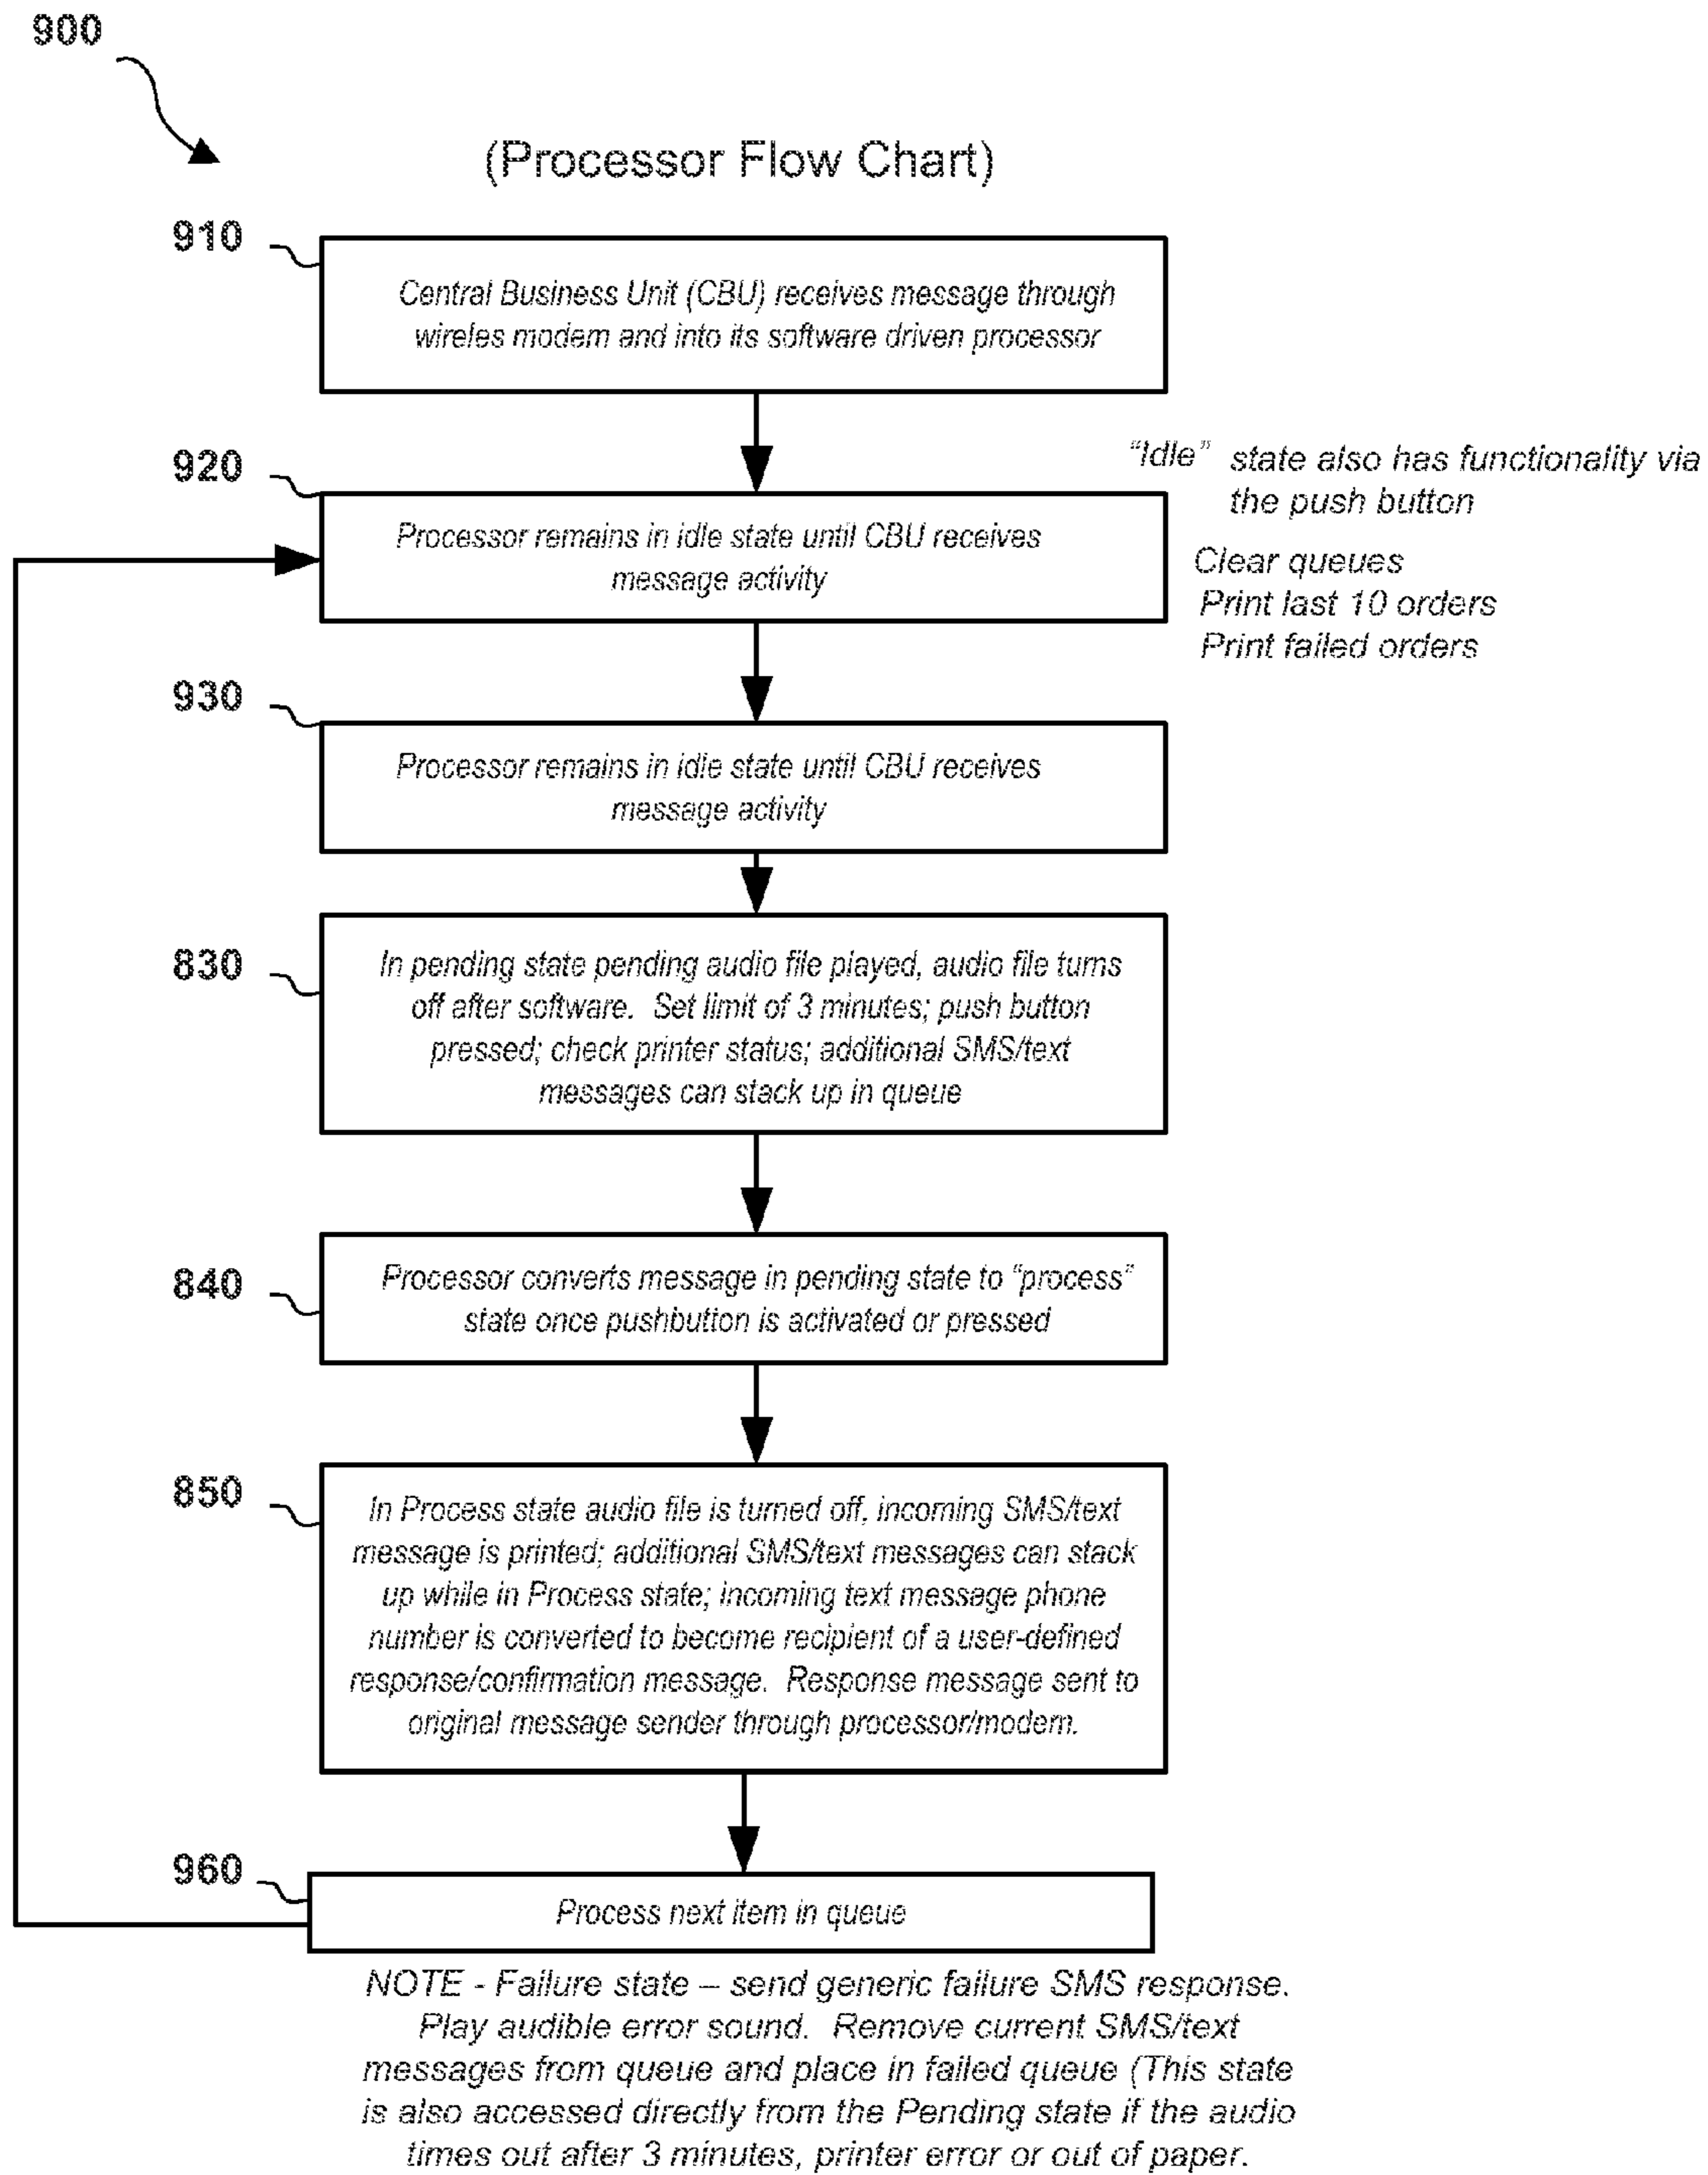 900
(Processor Flow Chart)
910
Central Business Unit (CBU) receives message through
wireles modem and into its software driven processor
920
"Idle" state also has functionality via
the push button
Processor remains in idle state until CBU receives
message activity
Clear queues
Print last 10 orders
Print failed orders
930
Processor remains in idle state until CBU receives
message activity
830
In pending state pending audio file played, audio file turns
off after software. Set limit of 3 minutes; push button
pressed; check printer status; additional SMS/text
messages can stack up in queue
840
Processor converts message in pending state to "process"
state once pushbutton is activated or pressed
850
In Process state audio file is turned off, incoming SMS/text
message is printed; additional SMS/text messages can stack
up while in Process state; incoming text message phone
number is converted to become recipient of a user-defined
response/confirmation message. Response message sent to
original message sender through processor/modem.
960
Process next item in queue
NOTE - Failure state – send generic failure SMS response.
Play audible error sound. Remove current SMS/text
messages from queue and place in failed queue (This state
is also accessed directly from the Pending state if the audio
times out after 3 minutes, printer error or out of paper.